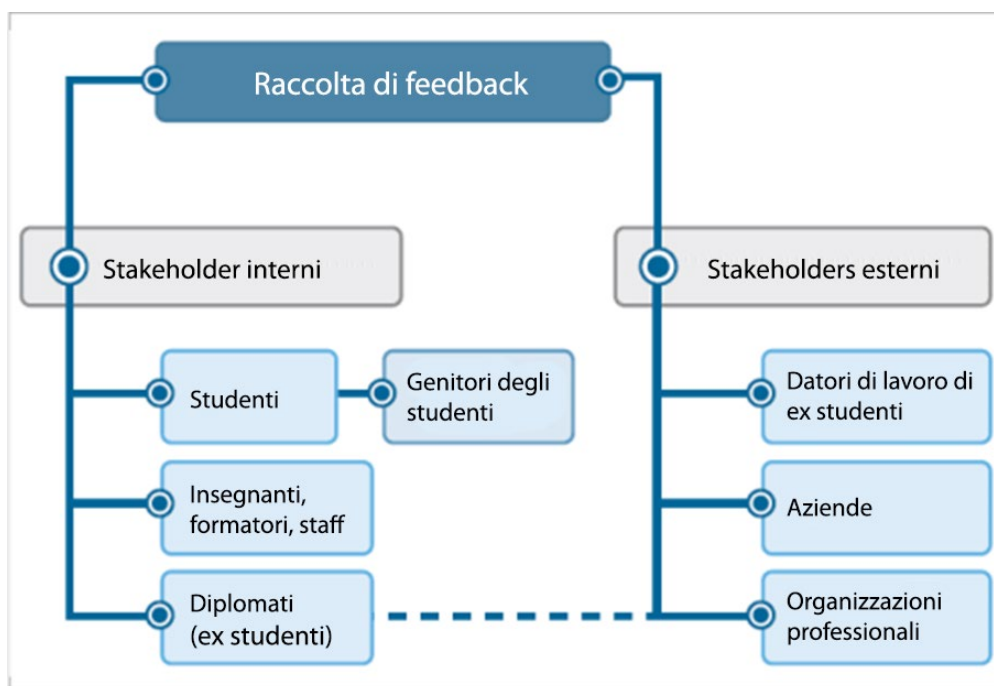 Raccolta di feedback
Stakeholder interni
Stakeholders esterni
Studenti
Genitori degli
studenti
Datori di lavoro di
ex studenti
Insegnanti,
formatori, staff
Aziende
Diplomati
(ex studenti)
Organizzazioni
professionali